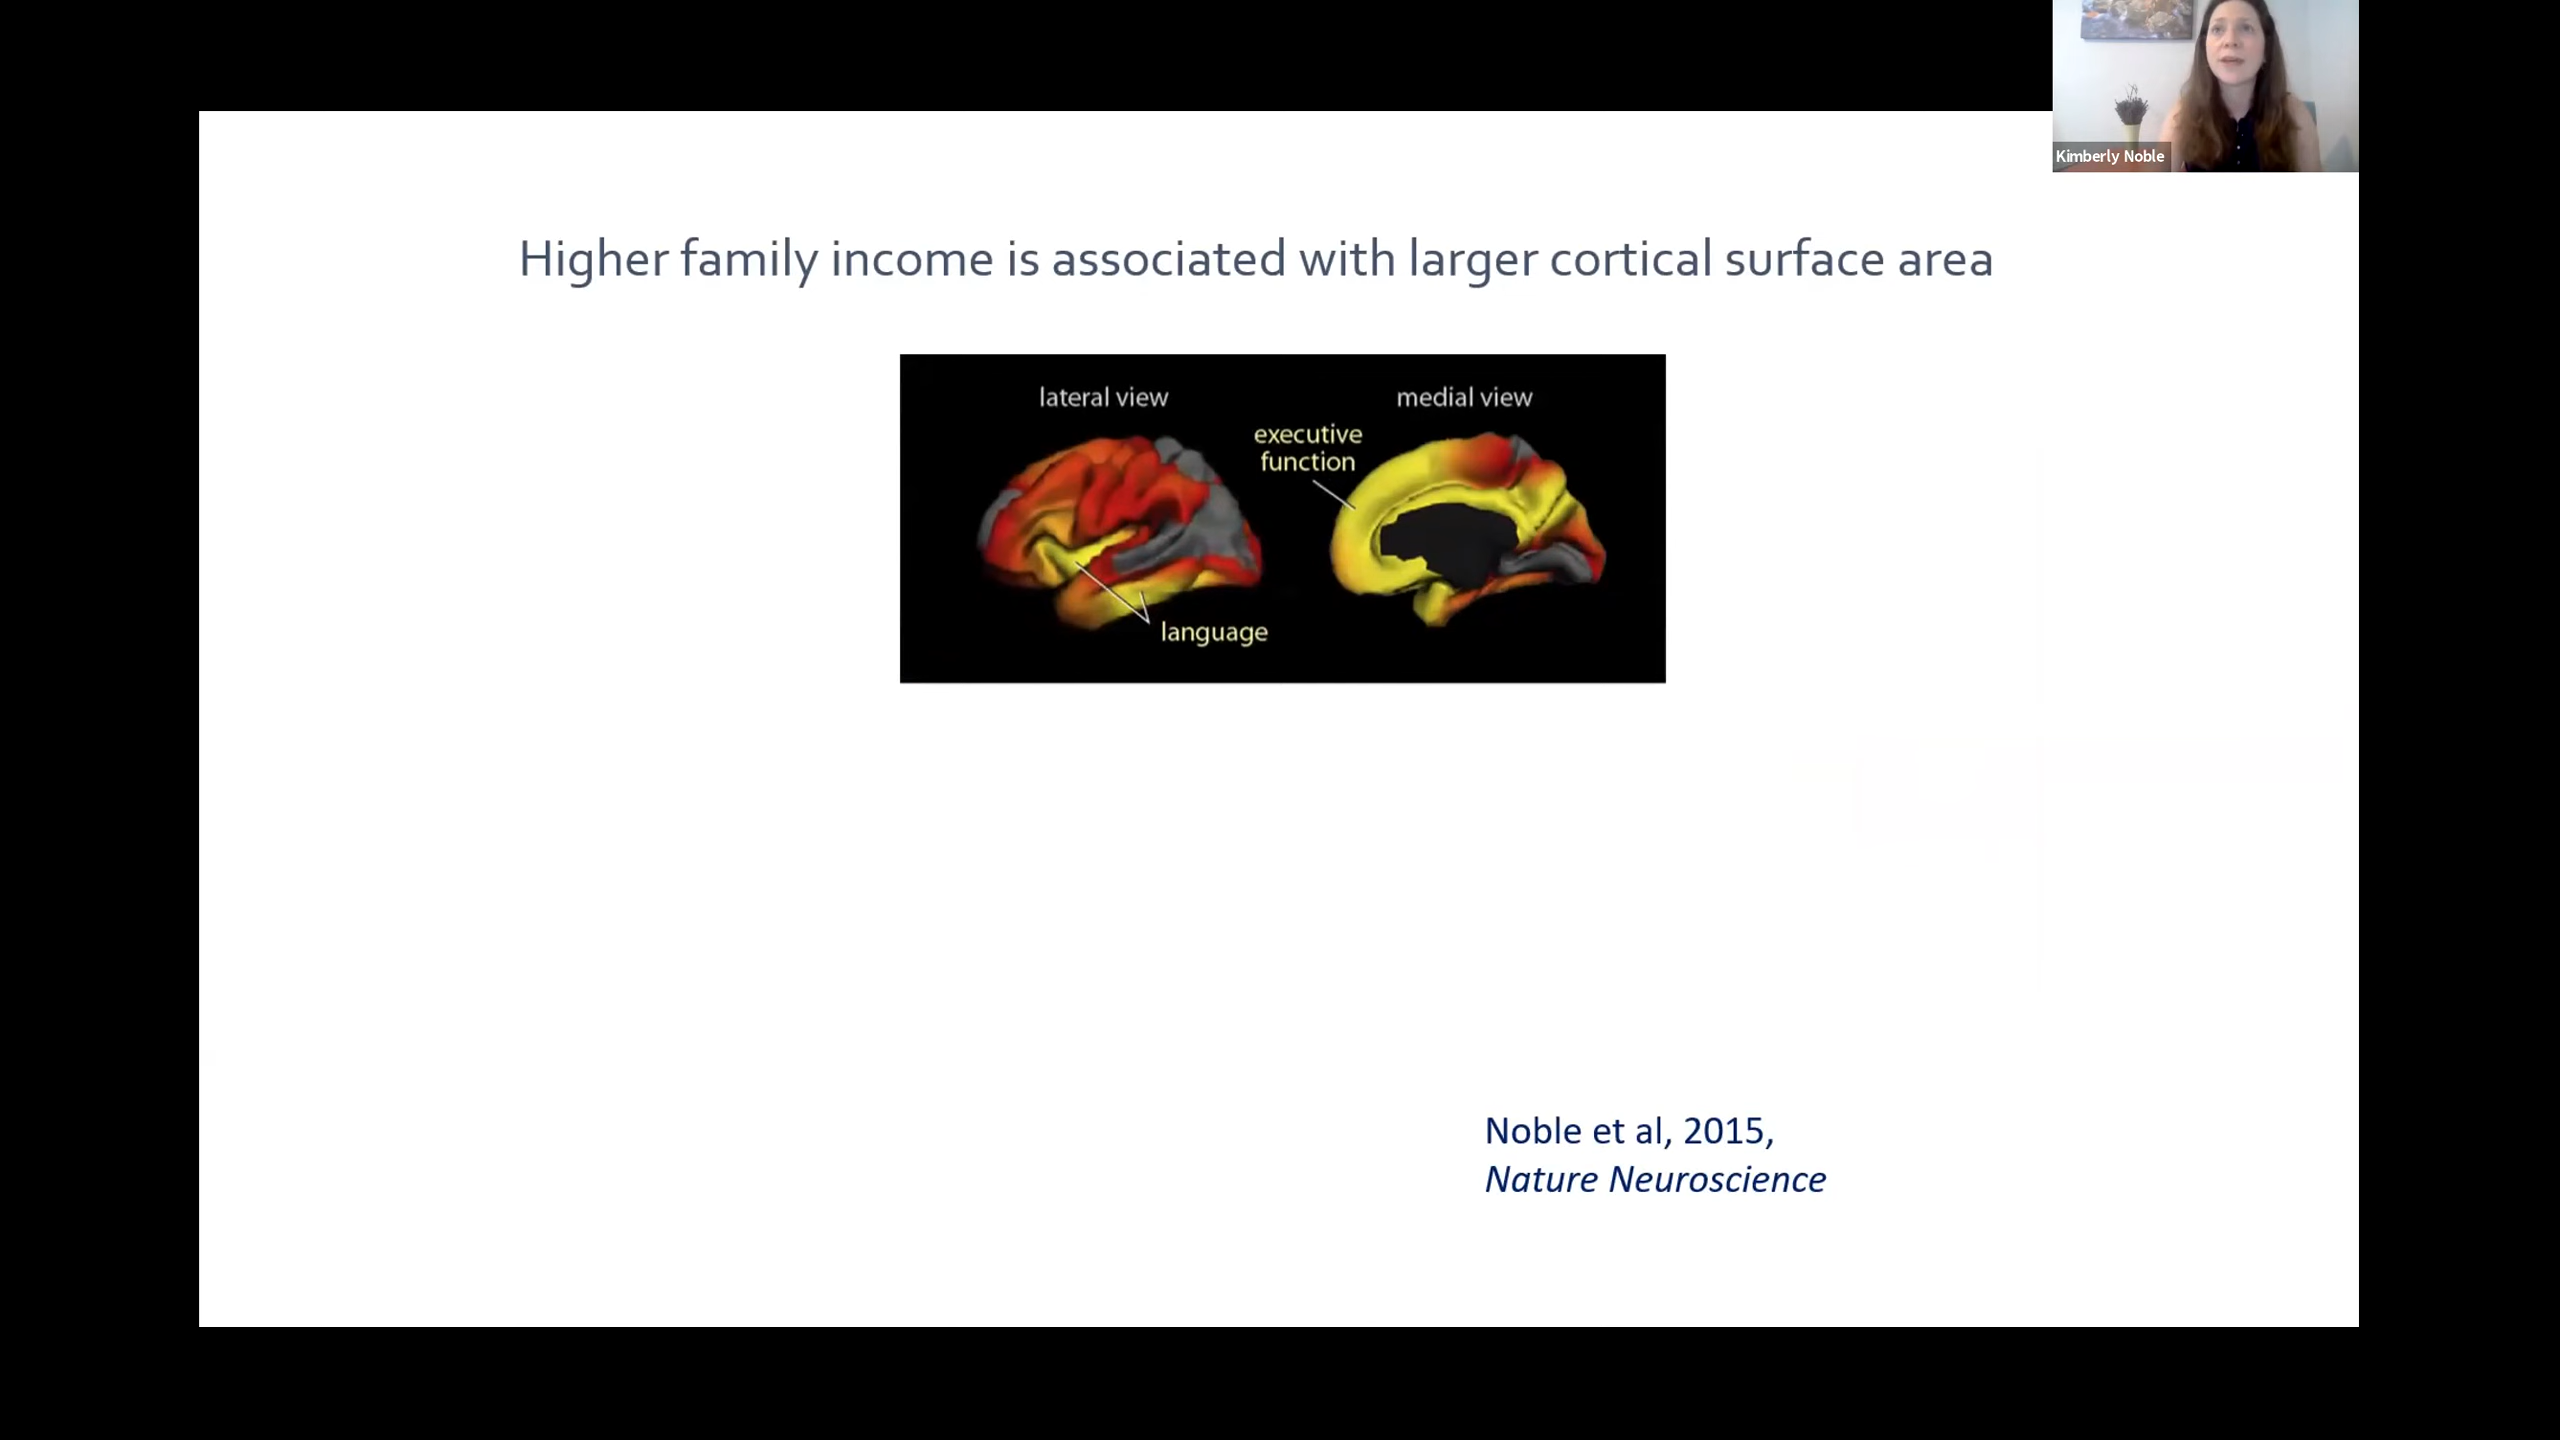 Kimberly Noble
Higher family income is associated with larger cortical surface area
lateral view
medial view
executive
function
language
Noble et al, 2015,
Nature Neuroscience